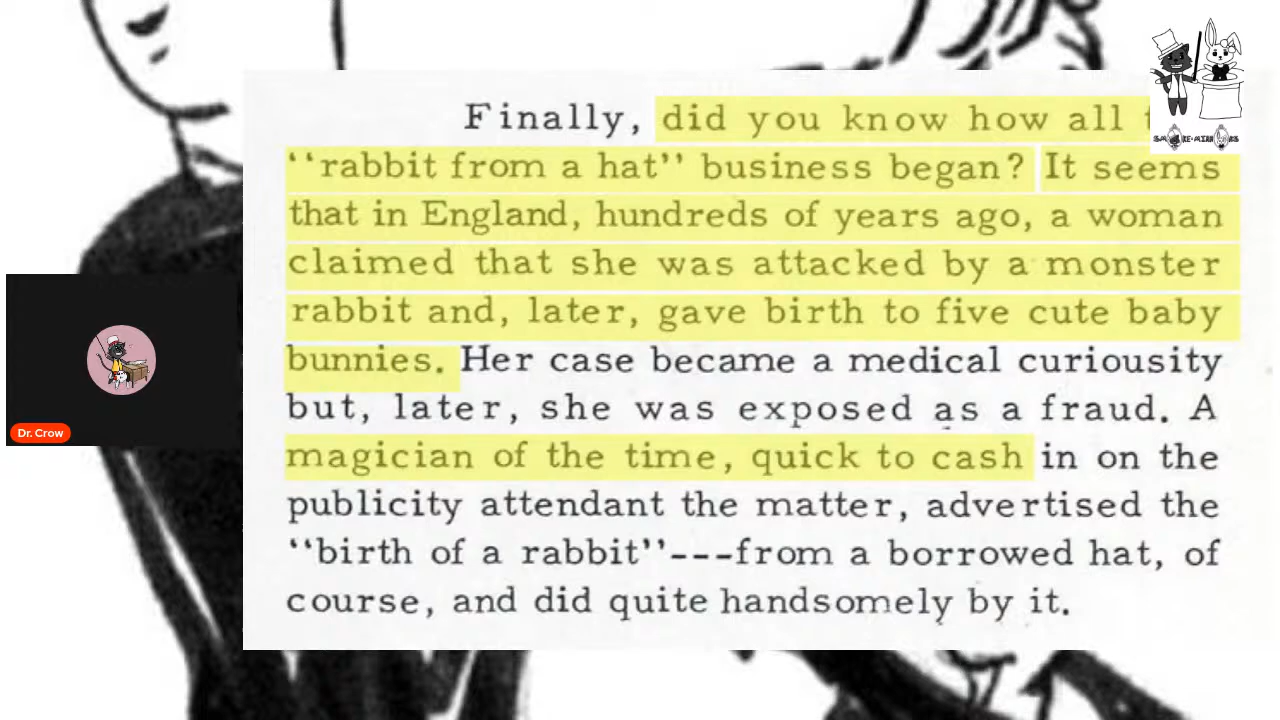 Finally, did you know how all
‘‘rabbit from a hat’’ business began? It seems
that in England, hundreds of years ago, a woman
claimed that she was attacked by a monster
rabbit and, later, gave birth to five cute baby
bunnies. Her case became a medical curiousity
but, later, she was exposed as a fraud. A
magician of the time, quick to cash in on the
publicity attendant the matter, advertised the
‘‘birth of a rabbit’’---from a borrowed hat, of
course, and did quite handsomely by it.
Dr. Crow